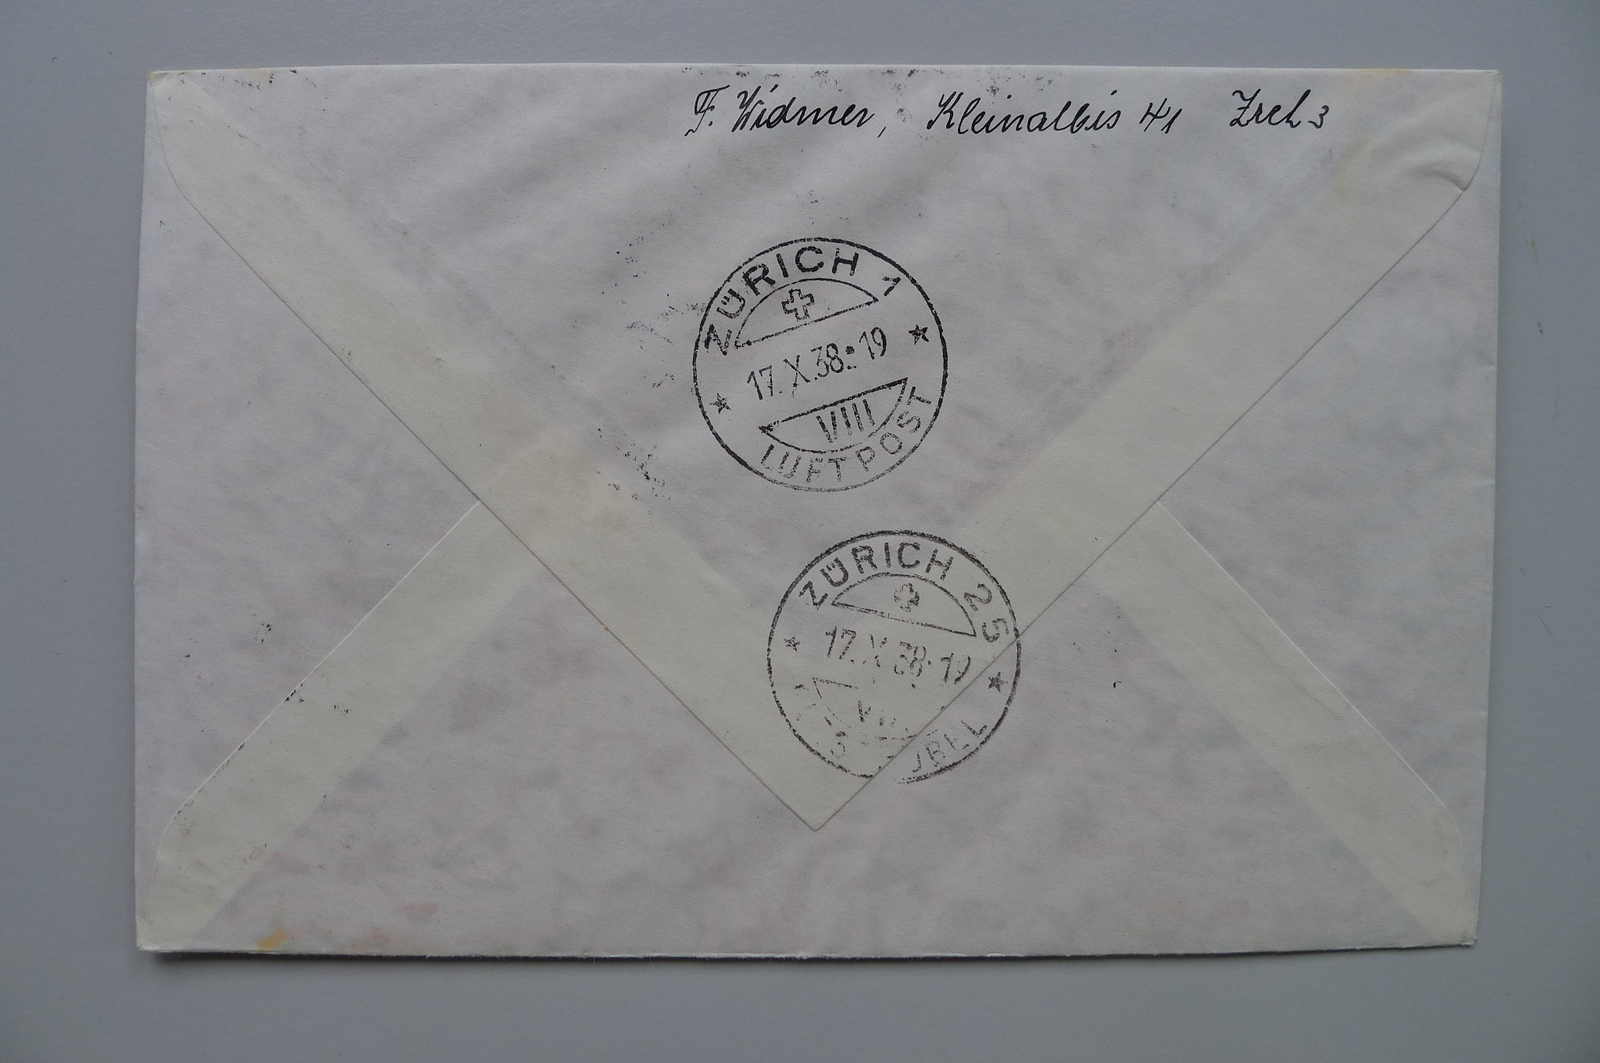 F. Widmer, Kleinalbis 41 Zrch 3
ZÜRICH 1
17.X.38.-19
VIII
LUFTPOST
ZÜRICH 25
17.X.38.-19